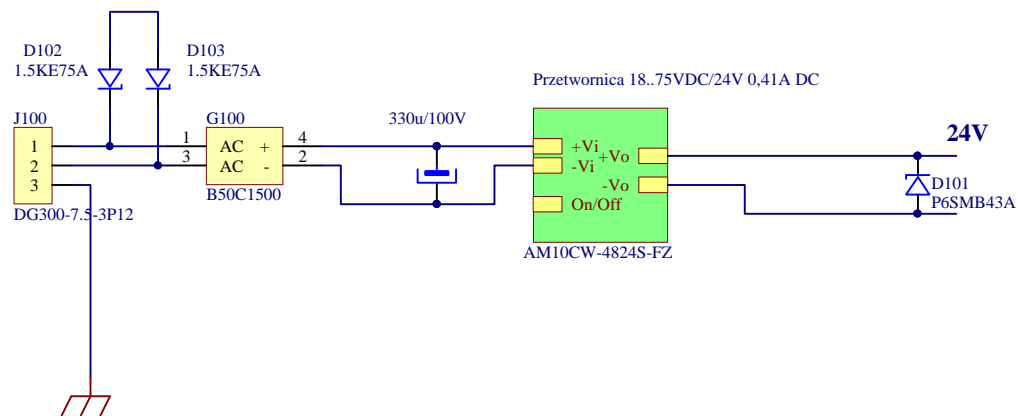 D102
1.5KE75A
D103
1.5KE75A
Przetwornica 18..75VDC/24V 0,41A DC
J100
1
2
3
DG300-7.5-3P12
1
3
G100
AC +
AC -
B50C1500
4
2
330u/100V
+Vi
-Vi
On/Off
+Vo
-Vo
AM10CW-4824S-FZ
24V
D101
P6SMB43A